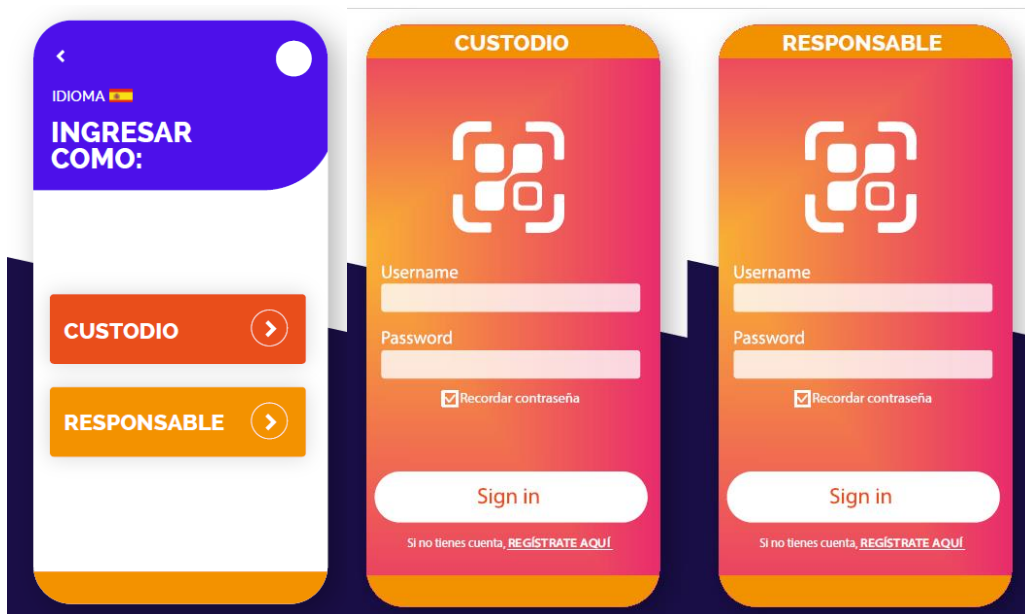 IDIOMA
INGRESAR
COMO:
CUSTODIO
RESPONSABLE
CUSTODIO
Username
Password
Recordar contraseña
Sign in
Si no tienes cuenta, REGÍSTRATE AQUÍ
RESPONSABLE
Username
Password
Recordar contraseña
Sign in
Si no tienes cuenta, REGÍSTRATE AQUÍ